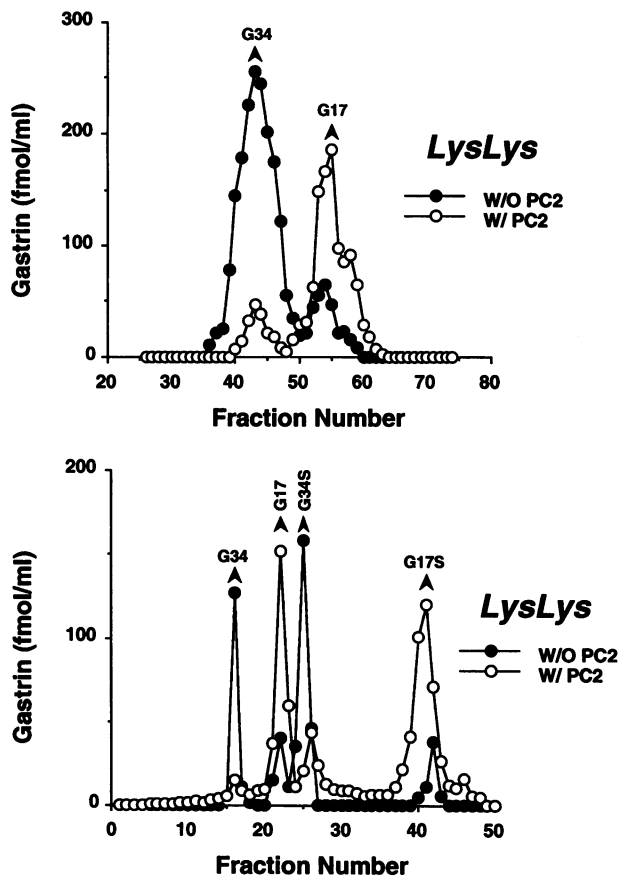 300
G34
G17
200
LysLys
W/O PC2
W/ PC2
100
0
20 30 40 50 60 70 80
Gastrin (fmol/ml)
Fraction Number
200
G17
G34S
G34
G17S
LysLys
100
W/O PC2
W/ PC2
0
0 10 20 30 40 50
Gastrin (fmol/ml)
Fraction Number